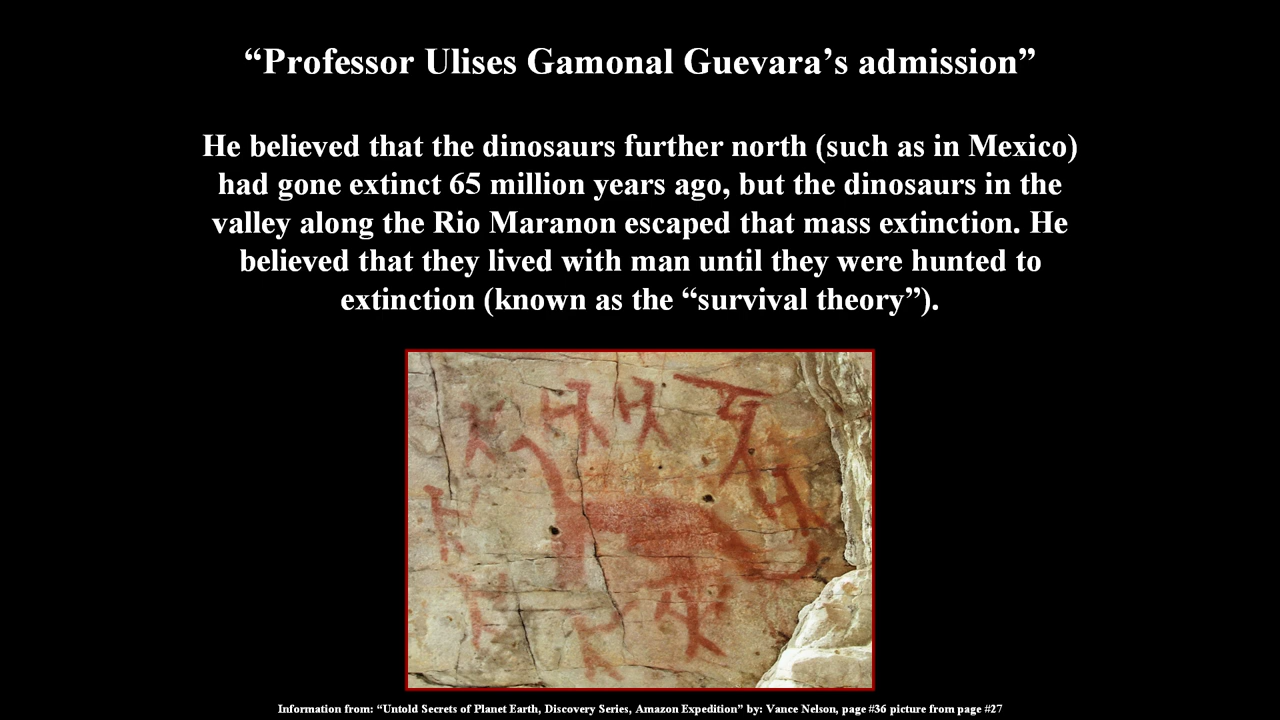 “Professor Ulises Gamonal Guevara’s admission”
He believed that the dinosaurs further north (such as in Mexico)
had gone extinct 65 million years ago, but the dinosaurs in the
valley along the Rio Maranon escaped that mass extinction. He
believed that they lived with man until they were hunted to
extinction (known as the “survival theory”).
Information from: “Untold Secrets of Planet Earth, Discovery Series, Amazon Expedition” by: Vance Nelson, page #36 picture from page #27